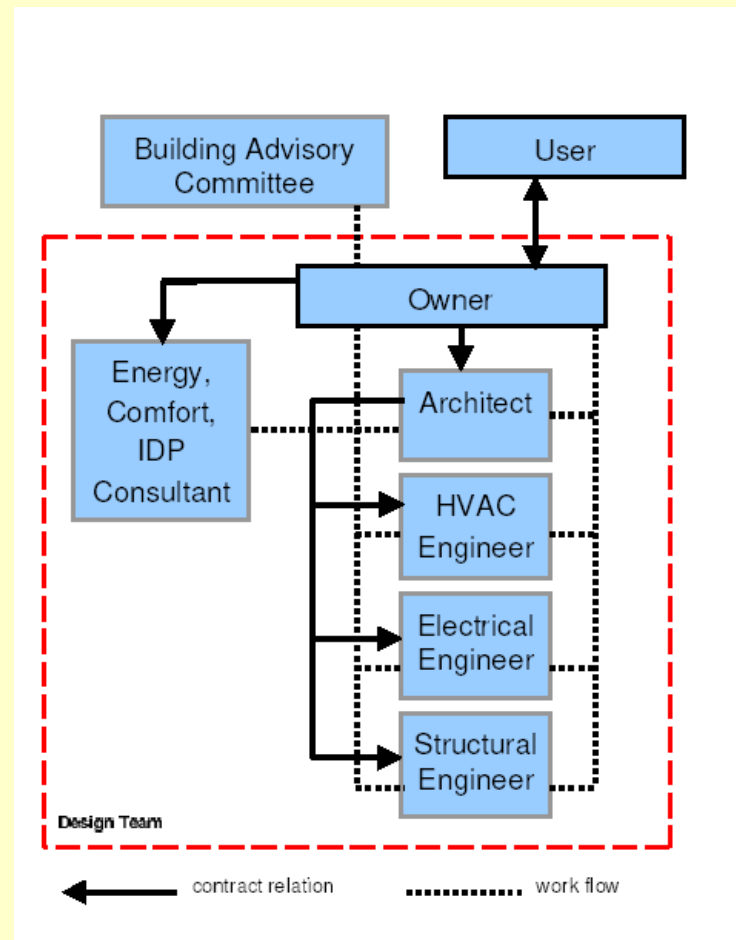 Building Advisory
Committee
User
Owner
Energy,
Comfort,
IDP
Consultant
Architect
HVAC
Engineer
Electrical
Engineer
Structural
Engineer
Design Team
contract relation
work flow